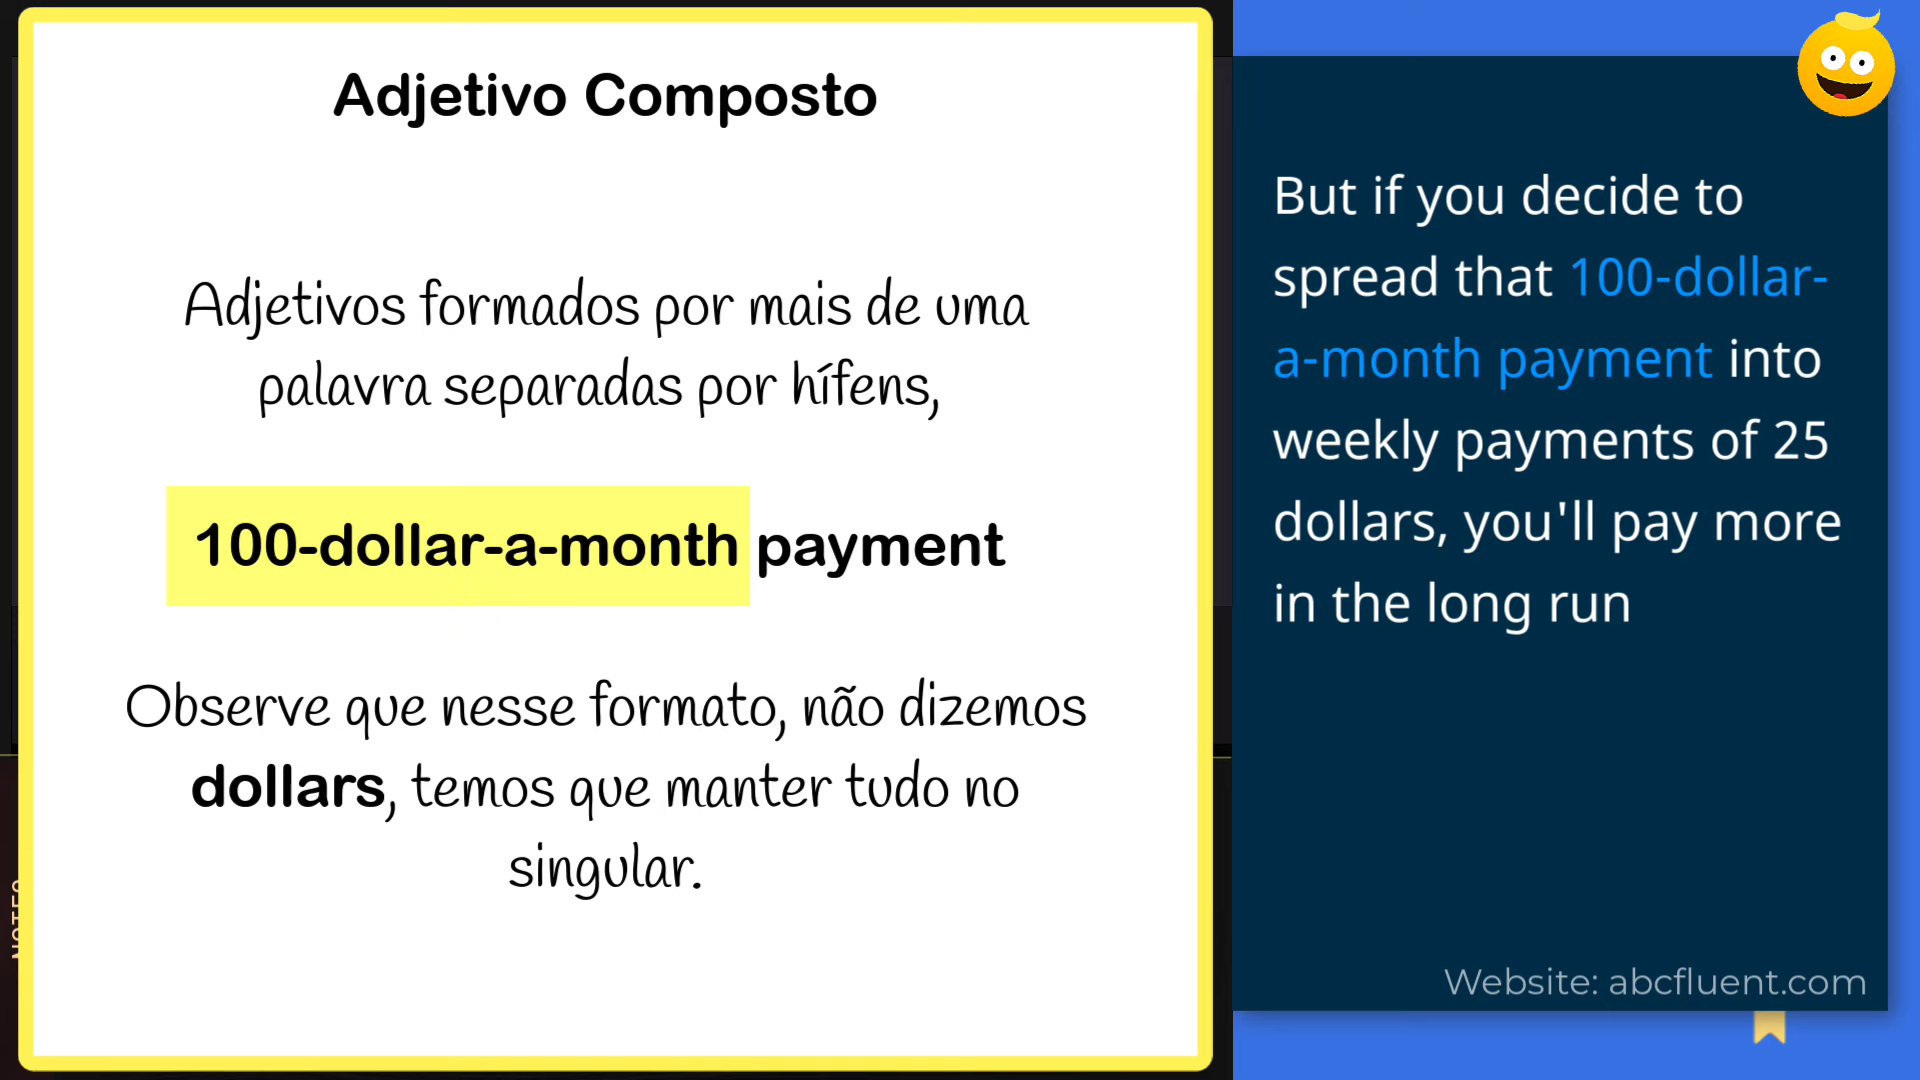 Adjetivo Composto
Adjetivos formados por mais de uma
palavra separadas por hífens,
100-dollar-a-month payment
Observe que nesse formato, não dizemos
dollars, temos que manter tudo no
singular.
But if you decide to
spread that 100-dollar-
a-month payment into
weekly payments of 25
dollars, you'll pay more
in the long run
Website: abcfluent.com